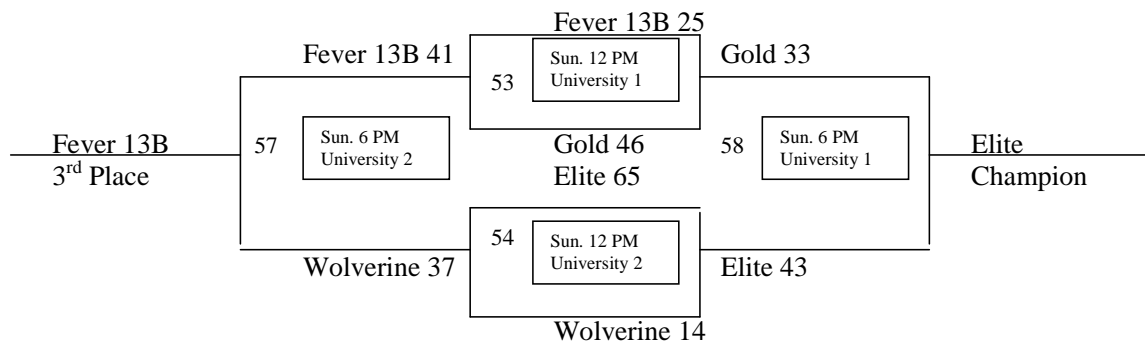 Fever 13B 25
Fever 13B 41
Sun. 12 PM
University 1
Gold 33
53
Fever 13B
3rd Place
57
Sun. 6 PM
University 2
Gold 46
Elite 65
58
Sun. 6 PM
University 1
Elite
Champion
54
Sun. 12 PM
University 2
Wolverine 37
Elite 43
Wolverine 14